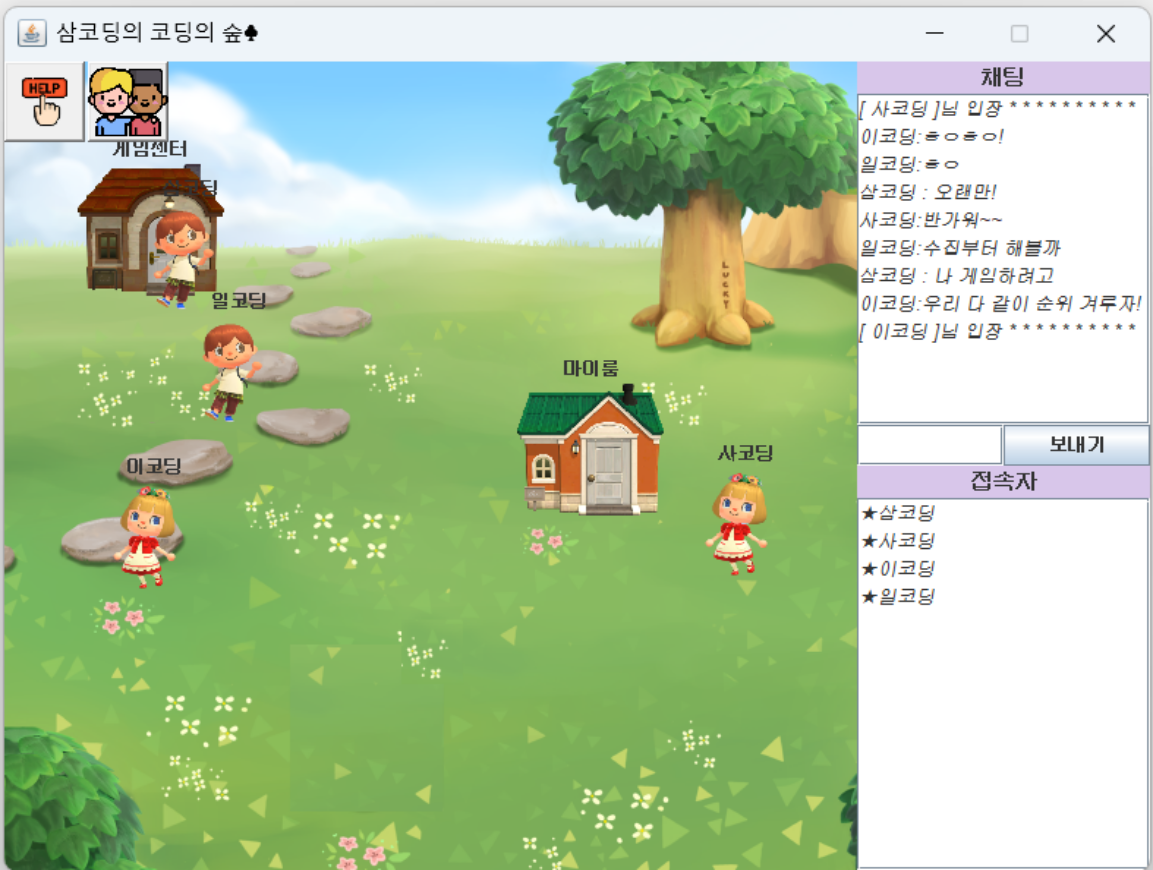 삼코딩의 코딩의 숲♣
HELP
게임센터
삼코딩
일코딩
이코딩
마이룸
사코딩
LUCKY
채팅
[ 사코딩 ]님 입장 * * * * * * * * * *
이코딩:ㅎㅇㅎㅇ!
일코딩:ㅎㅇ
삼코딩 : 오랜만!
사코딩:반가워~~
일코딩:수집부터 해볼까
삼코딩 : 나 게임하려고
이코딩:우리 다 같이 순위 겨루자!
[ 이코딩 ]님 입장 * * * * * * * * * *
보내기
접속자
★삼코딩
★사코딩
★이코딩
★일코딩